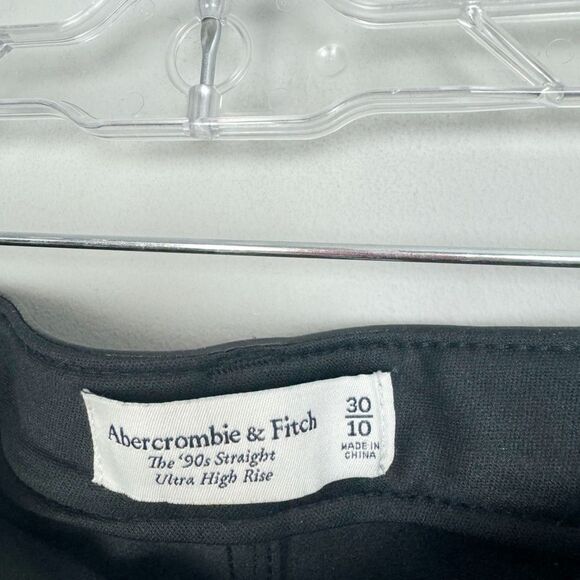 Abercrombie & Fitch
The '90s Straight
Ultra High Rise
30
10
MADE IN
CHINA